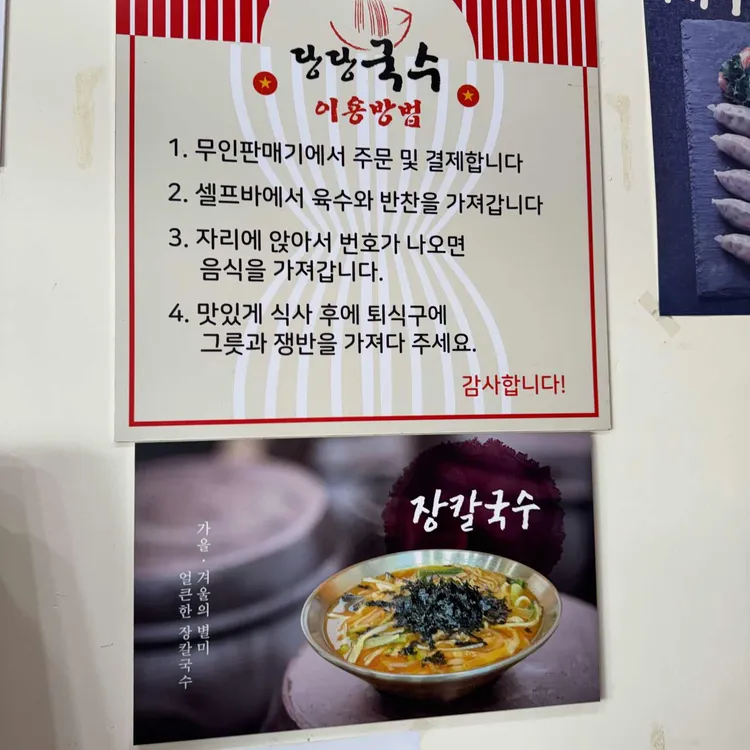 당당국수
이용방법
1. 무인판매기에서 주문 및 결제합니다
2. 셀프바에서 육수와 반찬을 가져갑니다
3. 자리에 앉아서 번호가 나오면
음식을 가져갑니다.
4. 맛있게 식사 후에 퇴식구에
그릇과 쟁반을 가져다 주세요.
감사합니다!
장칼국수
가을·겨울의 별미
얼큰한 장칼국수